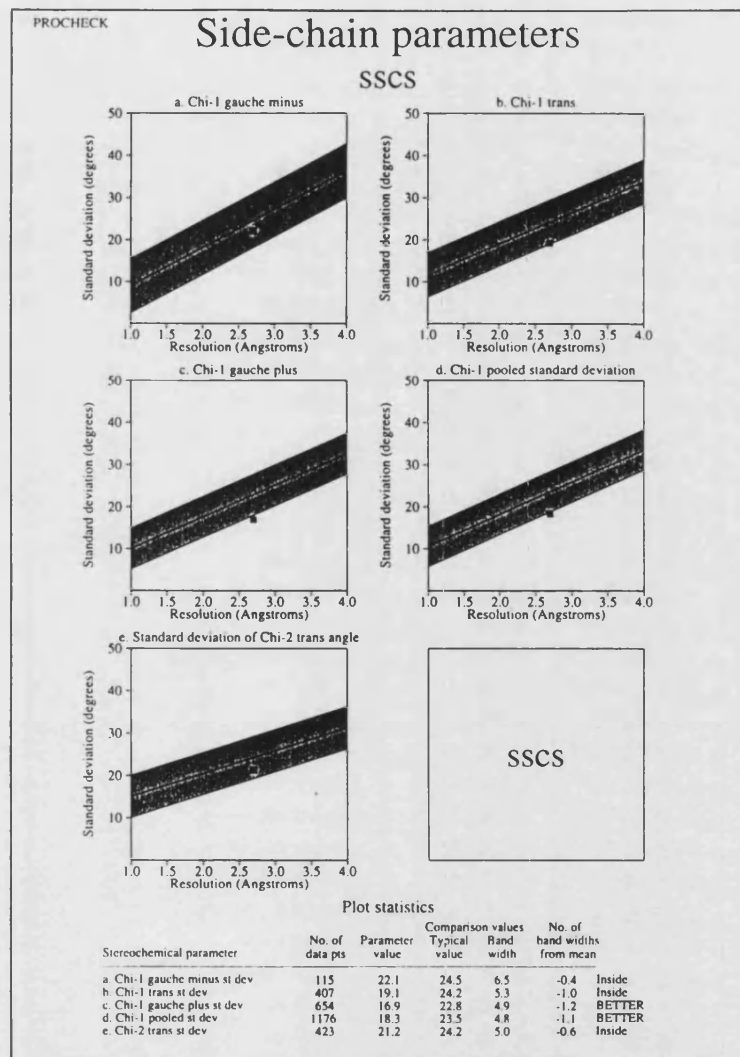 PROCHECK
Side-chain parameters
SSCS
a. Chi-1 gauche minus
50
40
30
20
10
Standard deviation (degrees)
1.0 1.5 2.0 2.5 3.0 3.5 4.0
Resolution (Angstroms)
b. Chi-1 trans
50
40
30
20
10
Standard deviation (degrees)
1.0 1.5 2.0 2.5 3.0 3.5 4.0
Resolution (Angstroms)
c. Chi-1 gauche plus
50
40
30
20
10
Standard deviation (degrees)
1.0 1.5 2.0 2.5 3.0 3.5 4.0
Resolution (Angstroms)
d. Chi-1 pooled standard deviation
50
40
30
20
10
Standard deviation (degrees)
1.0 1.5 2.0 2.5 3.0 3.5 4.0
Resolution (Angstroms)
e. Standard deviation of Chi-2 trans angle
50
40
30
20
10
Standard deviation (degrees)
1.0 1.5 2.0 2.5 3.0 3.5 4.0
Resolution (Angstroms)
SSCS
Plot statistics
Comparison values
No. of Parameter Typical Band No. of
Stereochemical parameter data pts value value width band widths from mean
a. Chi-1 gauche minus st dev 115 22.1 24.5 6.5 -0.4 Inside
b. Chi-1 trans st dev 407 19.1 24.2 5.3 -1.0 Inside
c. Chi-1 gauche plus st dev 654 16.9 22.8 4.9 -1.2 BETTER
d. Chi-1 pooled st dev 1176 18.3 23.5 4.8 -1.1 BETTER
e. Chi-2 trans st dev 423 21.2 24.2 5.0 -0.6 Inside